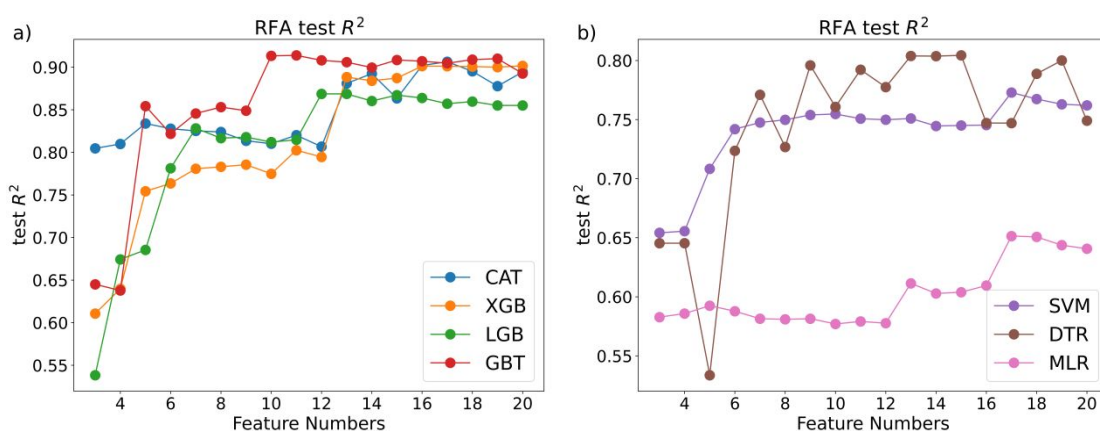 a)
RFA test R²
test R²
0.90
0.85
0.80
0.75
0.70
0.65
0.60
0.55
4 6 8 10 12 14 16 18 20
Feature Numbers
CAT
XGB
LGB
GBT
b)
RFA test R²
test R²
0.80
0.75
0.70
0.65
0.60
0.55
4 6 8 10 12 14 16 18 20
Feature Numbers
SVM
DTR
MLR